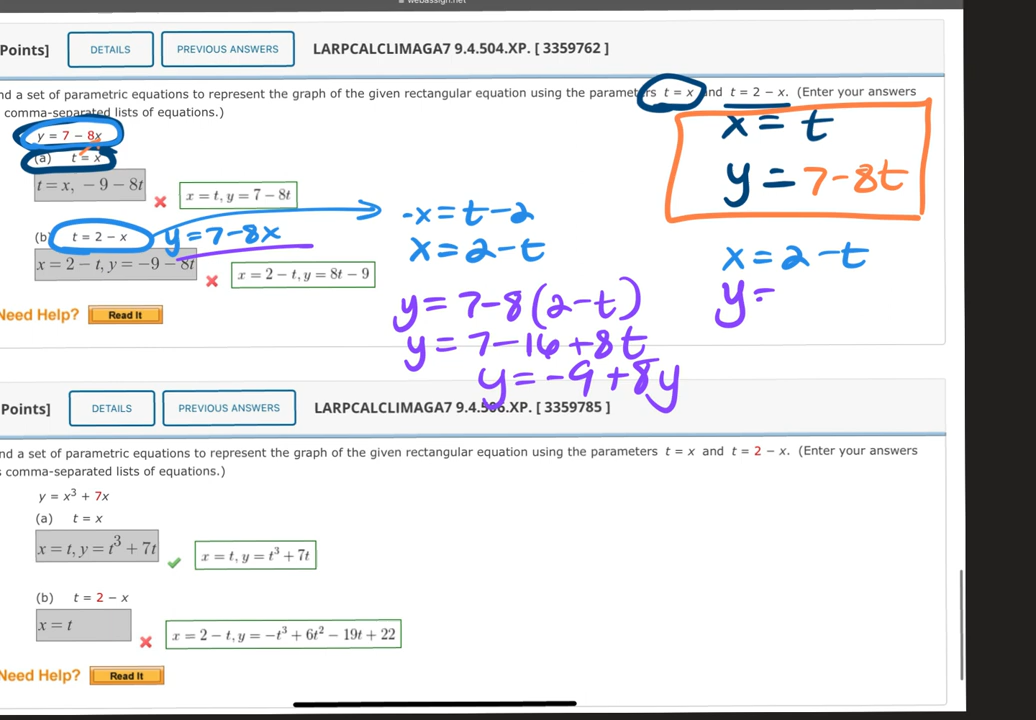 webassign.net
Points]
DETAILS
PREVIOUS ANSWERS
LARPCALCLIMAGA7 9.4.504.XP. [ 3359762 ]
nd a set of parametric equations to represent the graph of the given rectangular equation using the parameters t = x and t = 2 − x. (Enter your answers
comma-separated lists of equations.)
x = t
y = 7 - 8t
y = 7 − 8x
(a) t = x
t = x, − 9 − 8t
x = t, y = 7 − 8t
(b) t = 2 − x
y = 7 - 8x
-x = t - 2
x = 2 - t
x = 2 − t, y = −9 − 8t
x = 2 − t, y = 8t − 9
x = 2 - t
y =
y = 7 - 8(2 - t)
y = 7 - 16 + 8t
y = -9 + 8y
Need Help?
Read It
Points]
DETAILS
PREVIOUS ANSWERS
LARPCALCLIMAGA7 9.4.506.XP. [ 3359785 ]
nd a set of parametric equations to represent the graph of the given rectangular equation using the parameters t = x and t = 2 − x. (Enter your answers
comma-separated lists of equations.)
y = x³ + 7x
(a) t = x
x = t, y = t³ + 7t
x = t, y = t³ + 7t
(b) t = 2 − x
x = t
x = 2 − t, y = −t³ + 6t² − 19t + 22
Need Help?
Read It